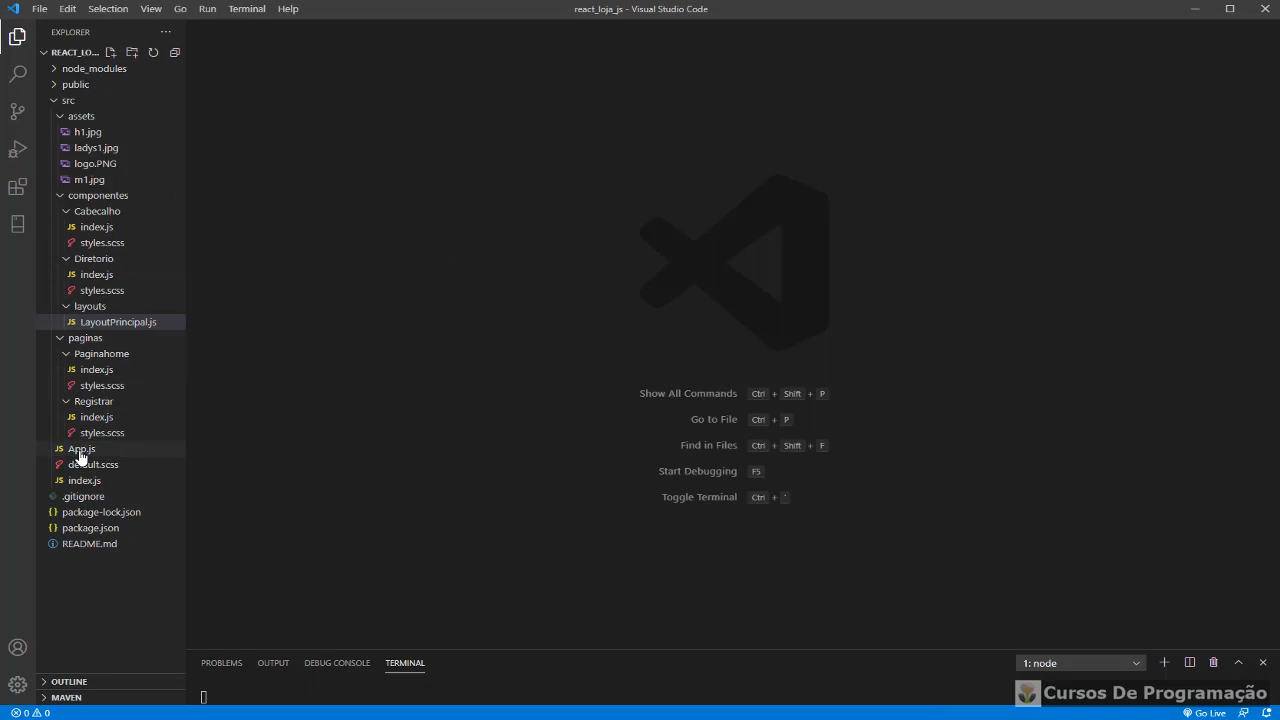 File Edit Selection View Go Run Terminal Help
react_loja_js - Visual Studio Code
EXPLORER
REACT_LO...
node_modules
public
src
assets
h1.jpg
ladys1.jpg
logo.PNG
m1.jpg
componentes
Cabecalho
index.js
styles.scss
Diretorio
index.js
styles.scss
layouts
LayoutPrincipal.js
paginas
Paginahome
index.js
styles.scss
Registrar
index.js
styles.scss
App.js
default.scss
index.js
.gitignore
package-lock.json
package.json
README.md
OUTLINE
MAVEN
Show All Commands Ctrl + Shift + P
Go to File Ctrl + P
Find in Files Ctrl + Shift + F
Start Debugging F5
Toggle Terminal Ctrl + `
PROBLEMS OUTPUT DEBUG CONSOLE TERMINAL
1: node
Cursos De Programação
0 0
Go Live